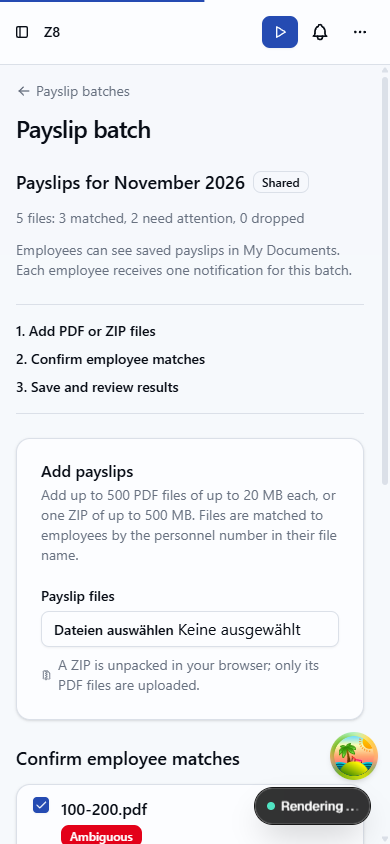 Z8
Payslip batches
Payslip batch
Payslips for November 2026 Shared
5 files: 3 matched, 2 need attention, 0 dropped
Employees can see saved payslips in My Documents.
Each employee receives one notification for this batch.
1. Add PDF or ZIP files
2. Confirm employee matches
3. Save and review results
Add payslips
Add up to 500 PDF files of up to 20 MB each, or
one ZIP of up to 500 MB. Files are matched to
employees by the personnel number in their file
name.
Payslip files
Dateien auswählen Keine ausgewählt
A ZIP is unpacked in your browser; only its
PDF files are uploaded.
Confirm employee matches
100-200.pdf
Rendering ...
Ambiguous